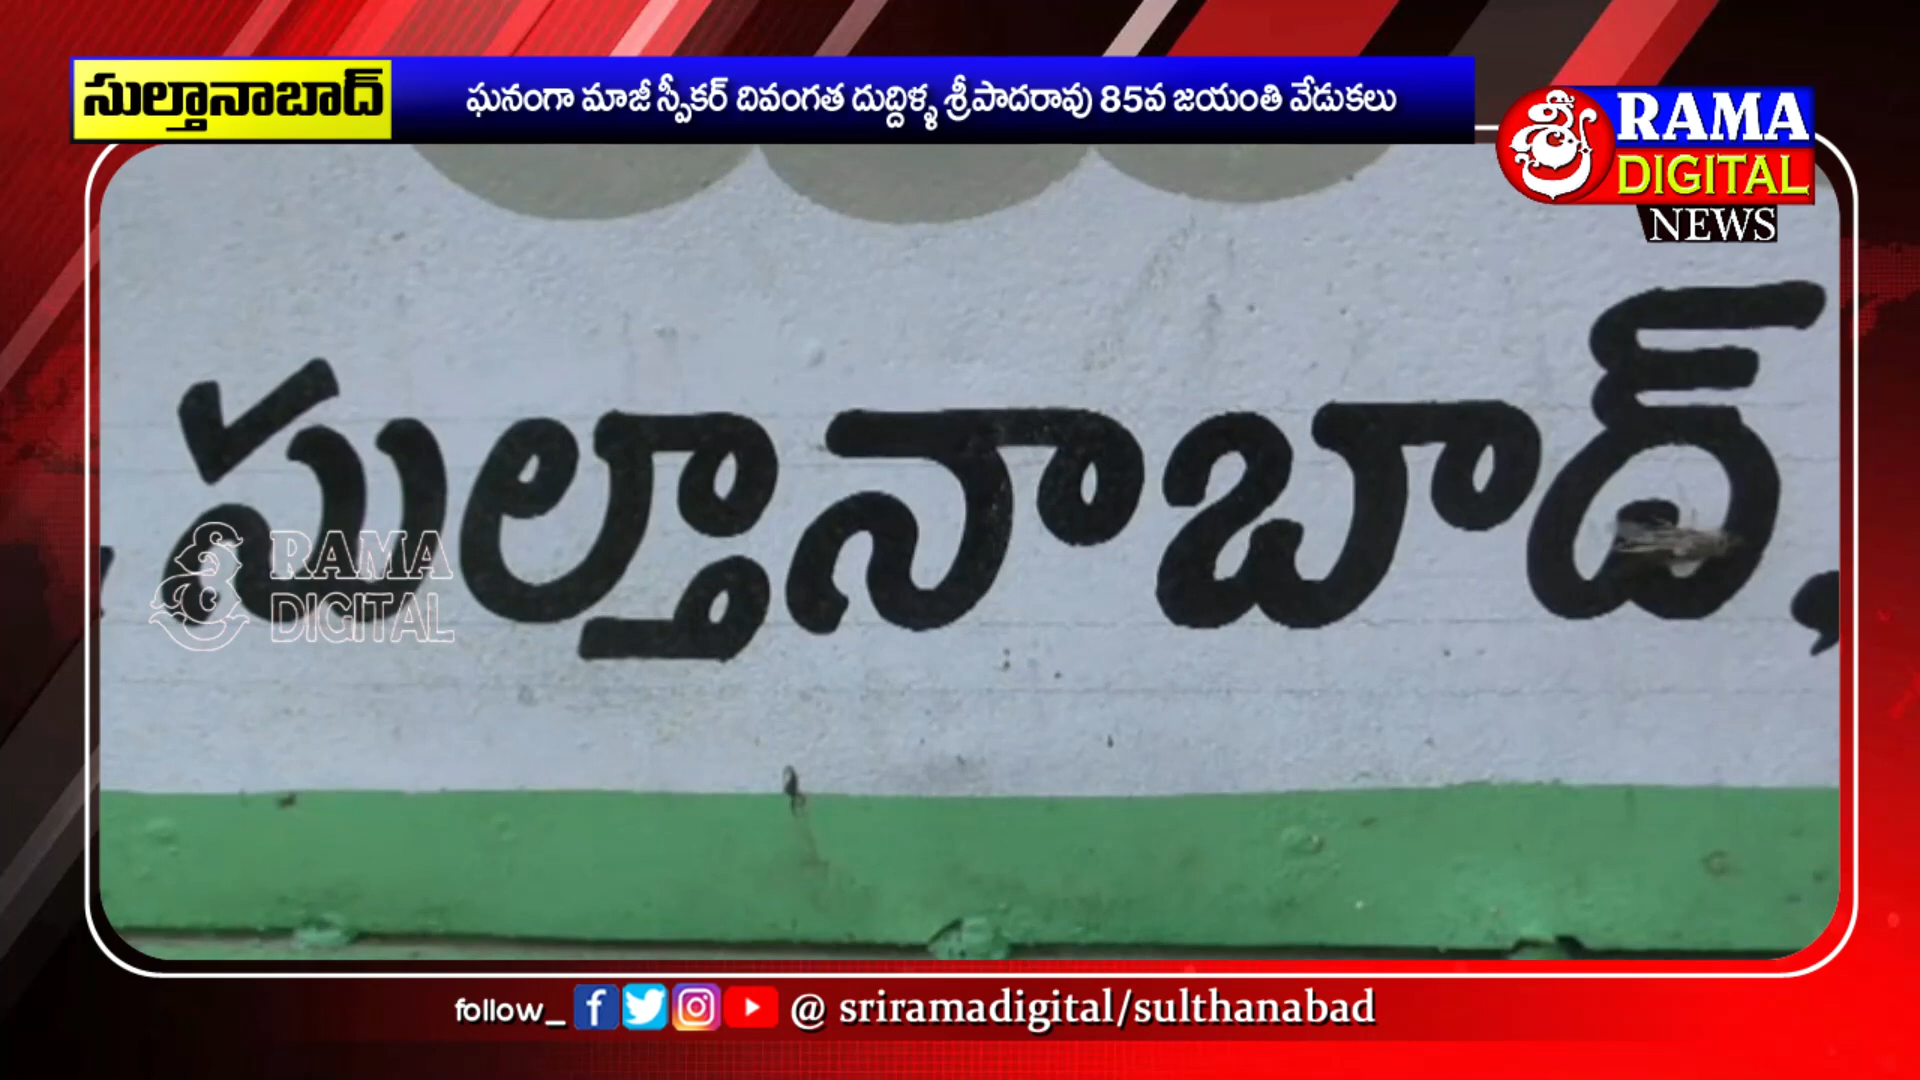 సుల్తానాబాద్
ఘనంగా మాజీ స్పీకర్ దివంగత దుద్దిళ్ళ శ్రీపాదరావు 85వ జయంతి వేడుకలు
శ్రీ RAMA
DIGITAL
NEWS
సుల్తానాబాద్,
శ్రీ RAMA
DIGITAL
follow_ @ sriramadigital/sulthanabad